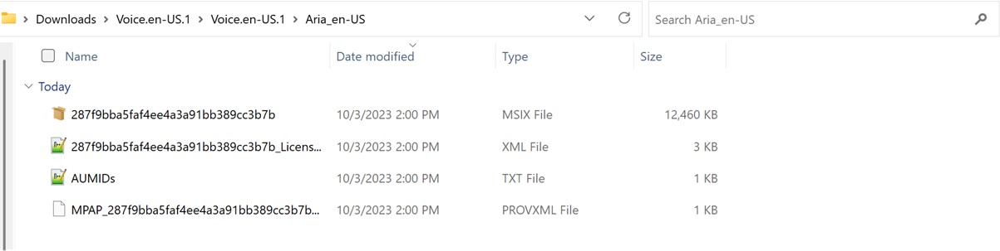 Downloads > Voice.en-US.1 > Voice.en-US.1 > Aria_en-US Search Aria_en-US
Name Date modified Type Size
Today
287f9bba5faf4ee4a3a91bb389cc3b7b 10/3/2023 2:00 PM MSIX File 12,460 KB
287f9bba5faf4ee4a3a91bb389cc3b7b_Licens... 10/3/2023 2:00 PM XML File 3 KB
AUMIDs 10/3/2023 2:00 PM TXT File 1 KB
MPAP_287f9bba5faf4ee4a3a91bb389cc3b7b... 10/3/2023 2:00 PM PROVXML File 1 KB